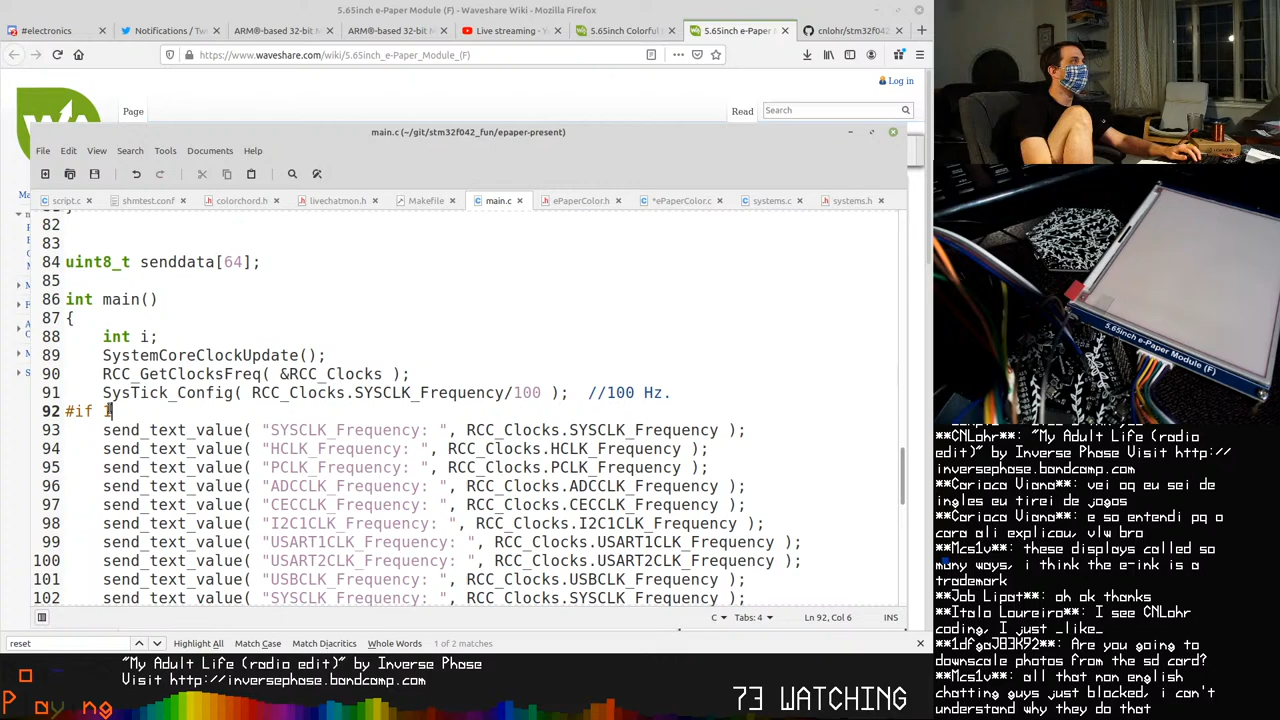 5.65inch e-Paper Module (F) - Waveshare Wiki - Mozilla Firefox
#electronics
Notifications / Tw
ARM®-based 32-bit M
ARM®-based 32-bit M
Live streaming -
5.65inch Colorful
5.65inch e-Paper M
cnlohr/stm32f042_
https://www.waveshare.com/wiki/5.65inch_e-Paper_Module_(F)
Log in
Page
Read
Search
main.c (~/git/stm32f042_fun/epaper-present)
File Edit View Search Tools Documents Help
script.c
shmtest.conf
colorchord.h
livechatmon.h
Makefile
main.c
ePaperColor.h
*ePaperColor.c
systems.c
systems.h
82
83
84 uint8_t senddata[64];
85
86 int main()
87 {
88 int i;
89 SystemCoreClockUpdate();
90 RCC_GetClocksFreq( &RCC_Clocks );
91 SysTick_Config( RCC_Clocks.SYSCLK_Frequency/100 ); //100 Hz.
92 #if 1
93 send_text_value( "SYSCLK_Frequency: ", RCC_Clocks.SYSCLK_Frequency );
94 send_text_value( "HCLK_Frequency: ", RCC_Clocks.HCLK_Frequency );
95 send_text_value( "PCLK_Frequency: ", RCC_Clocks.PCLK_Frequency );
96 send_text_value( "ADCCLK_Frequency: ", RCC_Clocks.ADCCLK_Frequency );
97 send_text_value( "CECCLK_Frequency: ", RCC_Clocks.CECCLK_Frequency );
98 send_text_value( "I2C1CLK_Frequency: ", RCC_Clocks.I2C1CLK_Frequency );
99 send_text_value( "USART1CLK_Frequency: ", RCC_Clocks.USART1CLK_Frequency );
100 send_text_value( "USART2CLK_Frequency: ", RCC_Clocks.USART2CLK_Frequency );
101 send_text_value( "USBCLK_Frequency: ", RCC_Clocks.USBCLK_Frequency );
102 send_text_value( "SYSCLK_Frequency: ", RCC_Clocks.SYSCLK_Frequency );
C Tabs: 4 Ln 92, Col 6 INS
reset
Highlight All Match Case Match Diacritics Whole Words 1 of 2 matches
"My Adult Life (radio edit)" by Inverse Phase
Visit http://inversephase.bandcamp.com
73 WATCHING
5.65inch e-Paper Module (F)
**CNLohr**: "My Adult Life (radio
edit)" by Inverse Phase Visit http://
inversephase.bandcamp.com
**Carioca Viana**: vei oq eu sei de
ingles eu tirei de jogos
**Carioca Viana**: e so entendi pq o
cara ali explicou, vlw bro
**Mcs1v**: these displays called so
many ways, i think the e-ink is a
trademark
**Job Lipat**: oh ok thanks
**Italo Loureiro**: I see CNLohr
coding, I just _like_
**1dfgaJ83K92**: Are you going to
downscale photos from the sd card?
**Mcs1v**: all that non english
chatting guys just blocked, i can't
understand why they do that